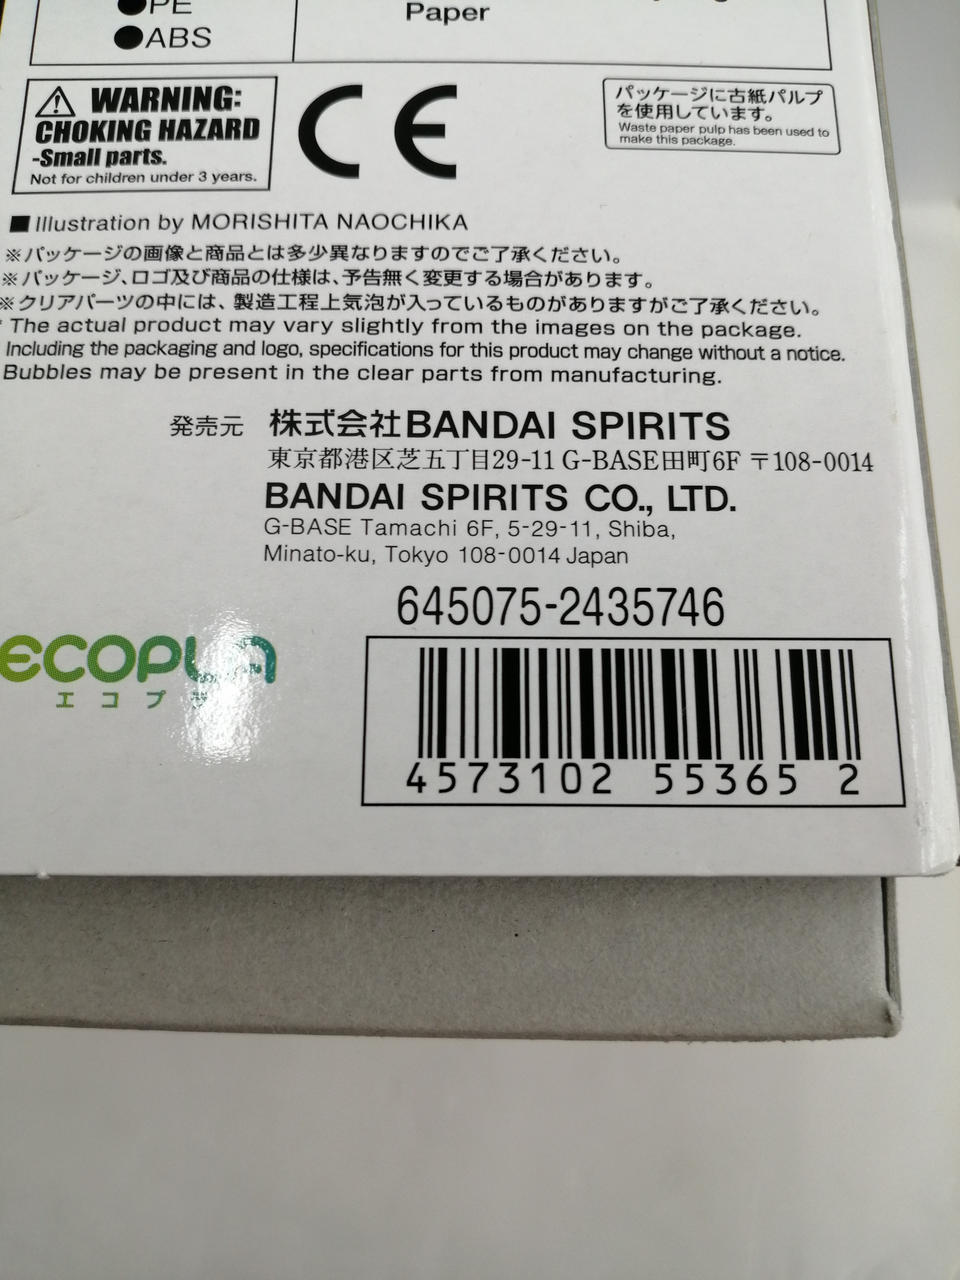 ●PE
Paper
●ABS
WARNING:
CHOKING HAZARD
-Small parts.
Not for children under 3 years.
CE
パッケージに古紙パルプ
を使用しています。
Waste paper pulp has been used to
make this package.
■Illustration by MORISHITA NAOCHIKA
※パッケージの画像と商品とは多少異なりますのでご了承ください。
※パッケージ、ロゴ及び商品の仕様は、予告無く変更する場合があります。
※クリアパーツの中には、製造工程上気泡が入っているものがありますがご了承ください。
* The actual product may vary slightly from the images on the package.
Including the packaging and logo, specifications for this product may change without a notice.
Bubbles may be present in the clear parts from manufacturing.
発売元 株式会社BANDAI SPIRITS
東京都港区芝五丁目29-11 G-BASE田町6F 〒108-0014
BANDAI SPIRITS CO., LTD.
G-BASE Tamachi 6F, 5-29-11, Shiba,
Minato-ku, Tokyo 108-0014 Japan
645075-2435746
ECOPLA
エコプラ
4573102 55365 2